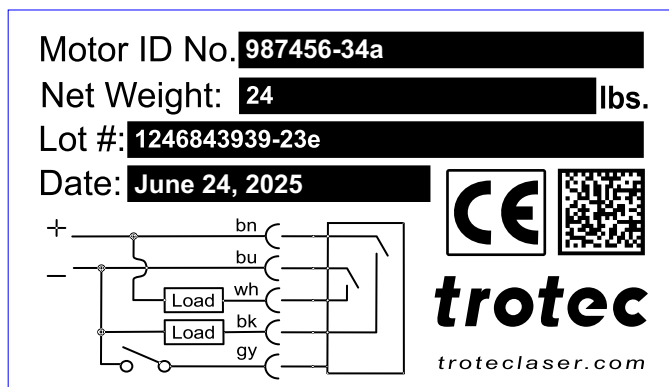 Motor ID No. 987456-34a
Net Weight: 24 lbs.
Lot #: 1246843939-23e
Date: June 24, 2025
CE
+
bn
−
bu
Load wh
Load bk
gy
trotec
troteclaser.com